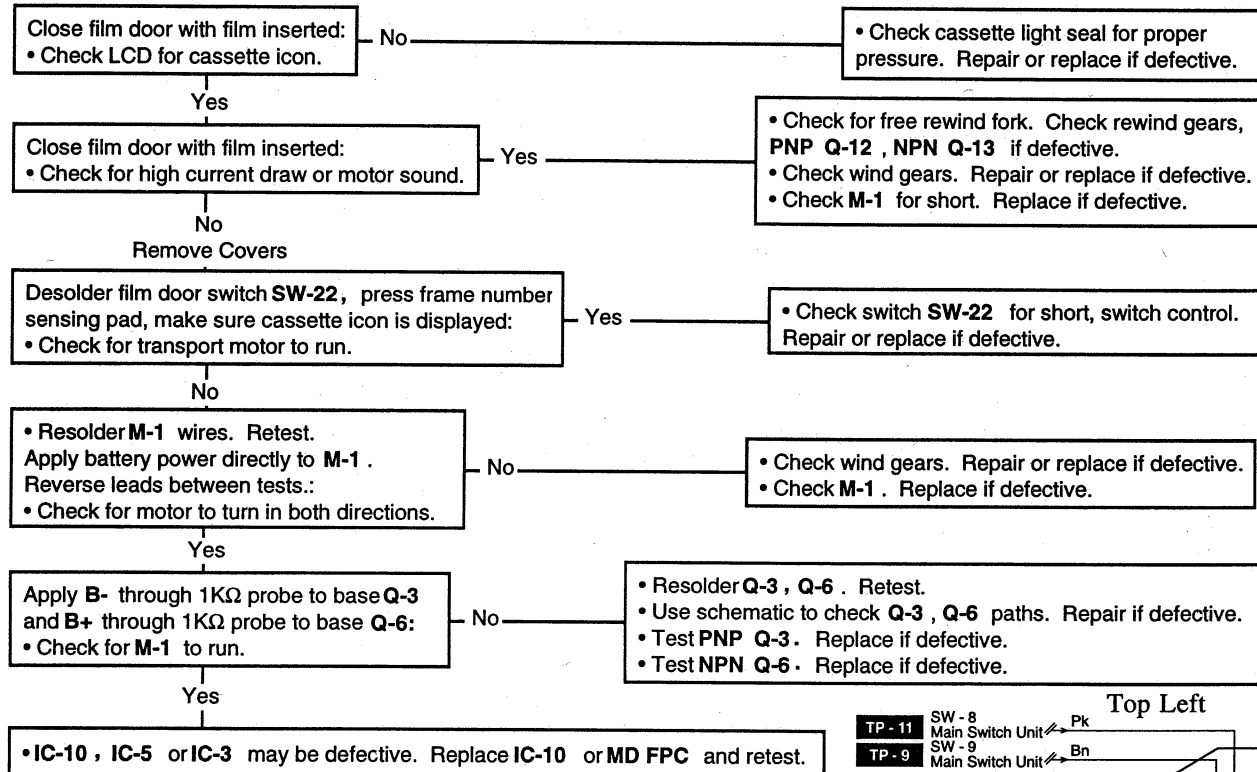 Close film door with film inserted:
• Check LCD for cassette icon.
No
• Check cassette light seal for proper
pressure. Repair or replace if defective.
Yes
Close film door with film inserted:
• Check for high current draw or motor sound.
Yes
• Check for free rewind fork. Check rewind gears,
PNP Q-12 , NPN Q-13 if defective.
• Check wind gears. Repair or replace if defective.
• Check M-1 for short. Replace if defective.
No
Remove Covers
Desolder film door switch SW-22, press frame number
sensing pad, make sure cassette icon is displayed:
• Check for transport motor to run.
Yes
• Check switch SW-22 for short, switch control.
Repair or replace if defective.
No
• Resolder M-1 wires. Retest.
Apply battery power directly to M-1 .
Reverse leads between tests.:
• Check for motor to turn in both directions.
No
• Check wind gears. Repair or replace if defective.
• Check M-1 . Replace if defective.
Yes
Apply B- through 1KΩ probe to base Q-3
and B+ through 1KΩ probe to base Q-6:
• Check for M-1 to run.
No
• Resolder Q-3 , Q-6 . Retest.
• Use schematic to check Q-3 , Q-6 paths. Repair if defective.
• Test PNP Q-3. Replace if defective.
• Test NPN Q-6. Replace if defective.
Yes
• IC-10 , IC-5 or IC-3 may be defective. Replace IC-10 or MD FPC and retest.
Top Left
TP - 11 SW - 8 Pk
Main Switch Unit
TP - 9 SW - 9 Bn
Main Switch Unit